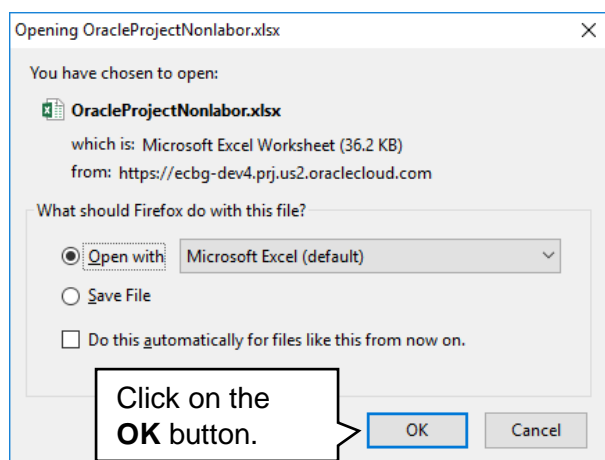 Opening OracleProjectNonlabor.xlsx
You have chosen to open:
OracleProjectNonlabor.xlsx
which is: Microsoft Excel Worksheet (36.2 KB)
from: https://ecbg-dev4.prj.us2.oraclecloud.com
What should Firefox do with this file?
Open with Microsoft Excel (default)
Save File
Do this automatically for files like this from now on.
Click on the
OK button.
OK Cancel